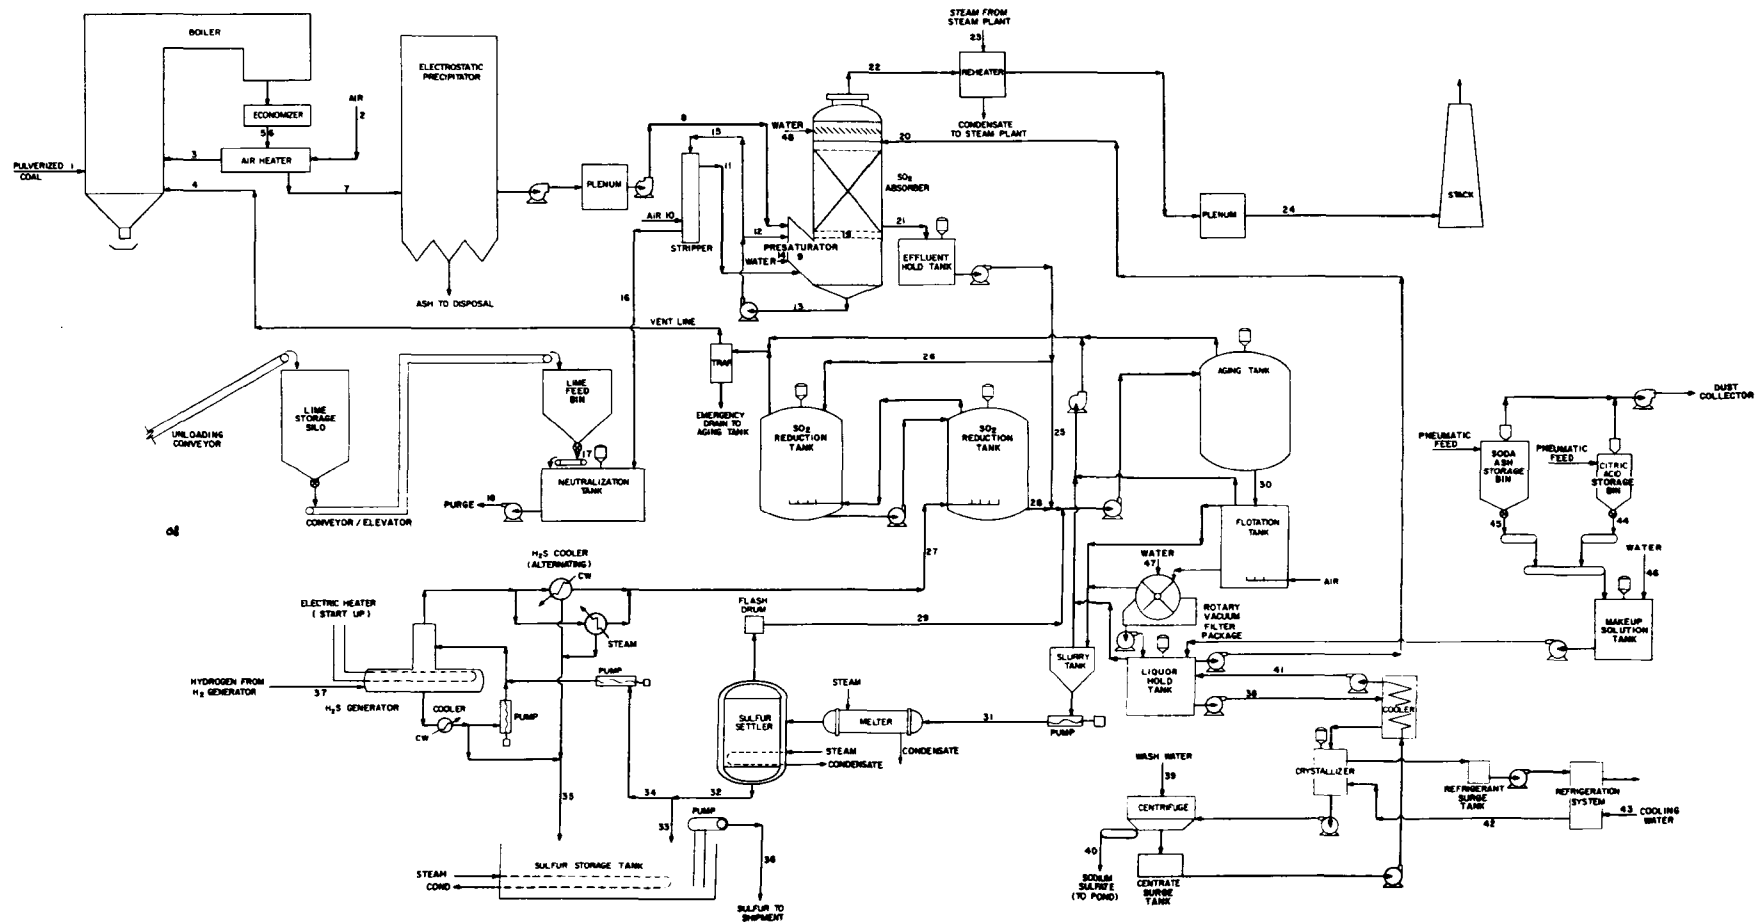 STEAM FROM
STEAM PLANT
23
BOILER
22
REHEATER
ELECTROSTATIC
PRECIPITATOR
AIR
2
ECONOMIZER
56
8
15
WATER
48
20
CONDENSATE
TO STEAM PLANT
3
AIR HEATER
PULVERIZED 1
COAL
4
7
PLENUM
11
SO2
ABSORBER
STACK
AIR 10
12
STRIPPER
19
21
PLENUM
24
PRESATURATOR
9
WATER
14
EFFLUENT
HOLD TANK
ASH TO DISPOSAL
16
13
VENT LINE
TRAP
26
AGING TANK
LIME
FEED
BIN
LIME
STORAGE
SILO
UNLOADING
CONVEYOR
EMERGENCY
DRAIN TO
AGING TANK
SO2
REDUCTION
TANK
SO2
REDUCTION
TANK
25
DUST
COLLECTOR
PNEUMATIC
FEED
PNEUMATIC
FEED
SODA
ASH
STORAGE
BIN
CITRIC
ACID
STORAGE
BIN
17
NEUTRALIZATION
TANK
PURGE
18
CONVEYOR / ELEVATOR
28
30
FLOTATION
TANK
45
44
27
H2S COOLER
(ALTERNATING)
CW
WATER
47
AIR
WATER
46
ELECTRIC HEATER
(START UP)
STEAM
FLASH
DRUM
29
ROTARY
VACUUM
FILTER
PACKAGE
MAKEUP
SOLUTION
TANK
SLURRY
TANK
LIQUOR
HOLD
TANK
41
38
COOLER
HYDROGEN FROM
H2 GENERATOR
37
H2S GENERATOR
PUMP
COOLER
CW
PUMP
STEAM
SULFUR
SETTLER
MELTER
31
PUMP
STEAM
CONDENSATE
CONDENSATE
WASH WATER
39
CRYSTALLIZER
REFRIGERANT
SURGE
TANK
REFRIGERATION
SYSTEM
43
COOLING
WATER
42
35
34
32
33
PUMP
CENTRIFUGE
SULFUR STORAGE TANK
STEAM
COND
36
SULFUR TO
SHIPMENT
40
SODIUM
SULFATE
(TO POND)
CENTRATE
SURGE
TANK